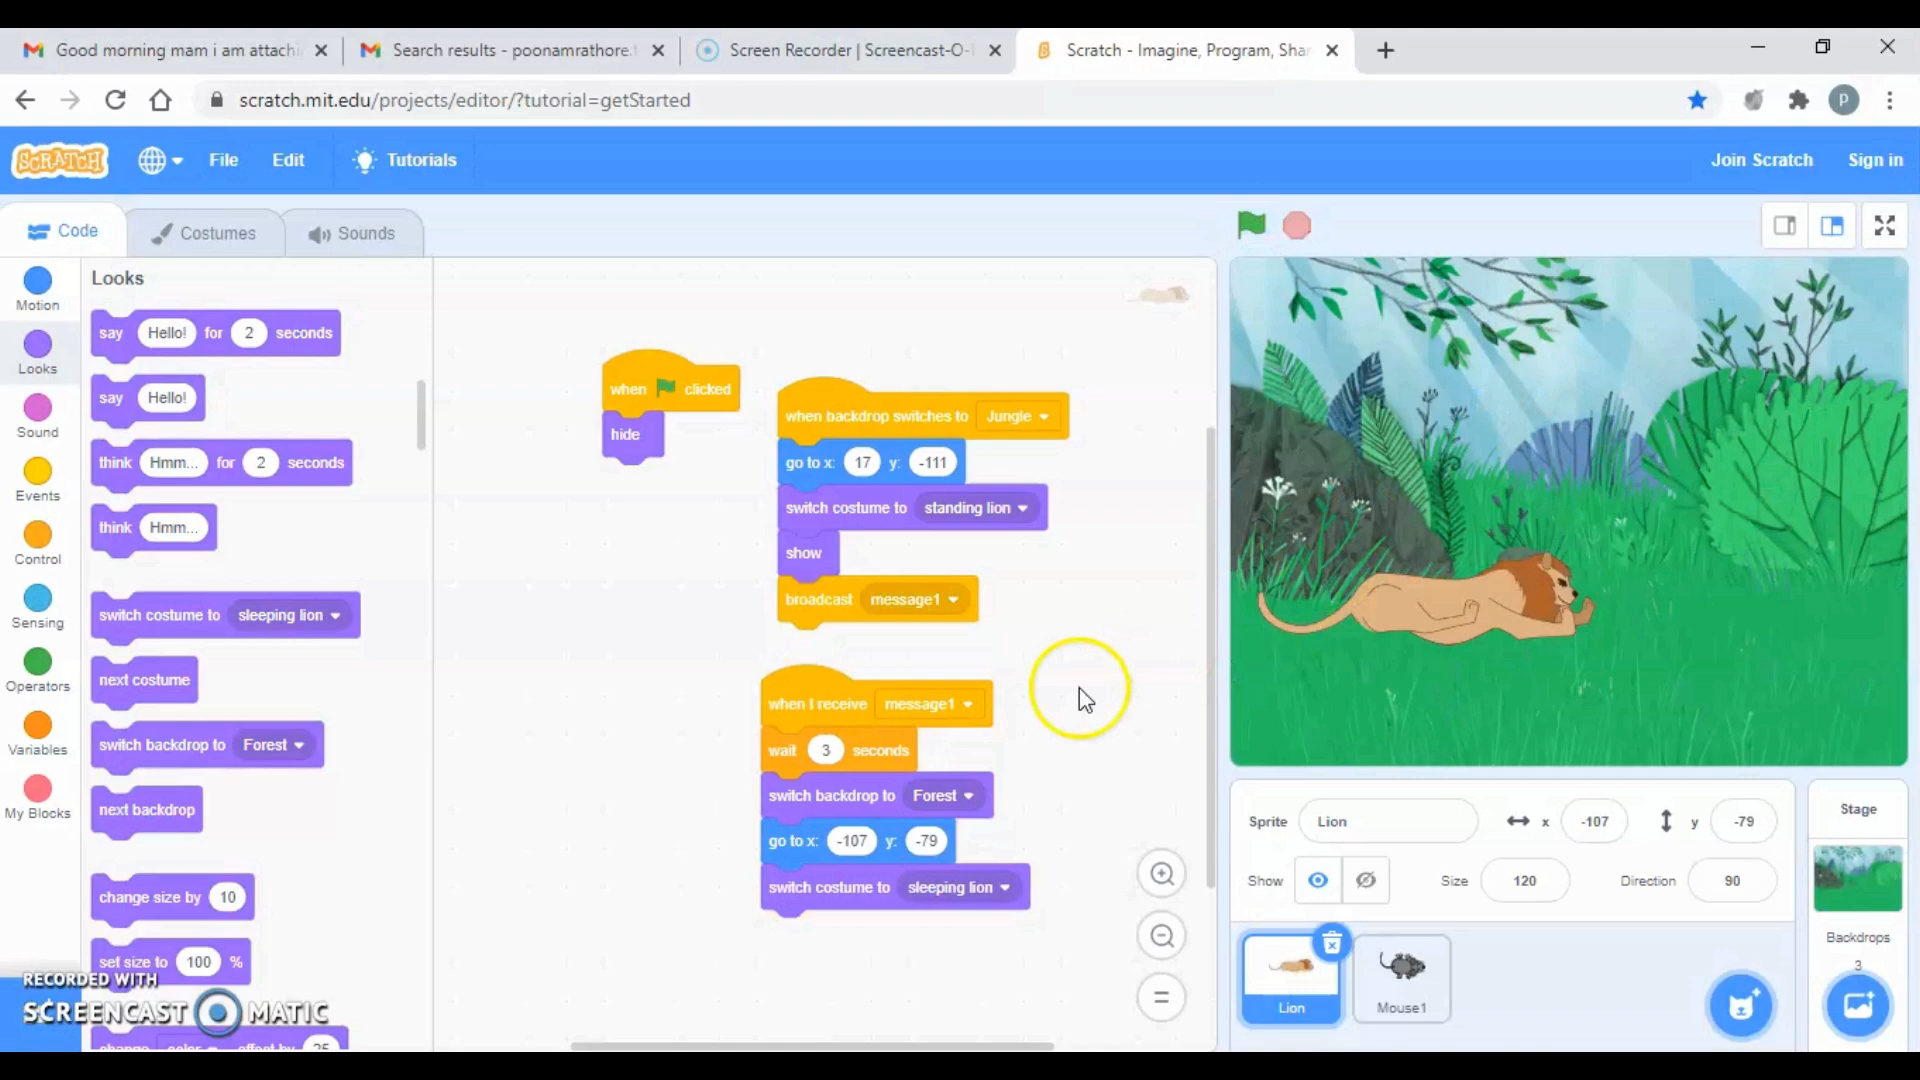 Good morning mam i am attachi
Search results - poonamrathore.t
Screen Recorder | Screencast-O-
Scratch - Imagine, Program, Shar
scratch.mit.edu/projects/editor/?tutorial=getStarted
P
SCRATCH
File
Edit
Tutorials
Join Scratch
Sign in
Code
Costumes
Sounds
Motion
Looks
Sound
Events
Control
Sensing
Operators
Variables
My Blocks
Looks
say Hello! for 2 seconds
say Hello!
think Hmm... for 2 seconds
think Hmm...
switch costume to sleeping lion
next costume
switch backdrop to Forest
next backdrop
change size by 10
set size to 100 %
change color effect by 25
when clicked
hide
when backdrop switches to Jungle
go to x: 17 y: -111
switch costume to standing lion
show
broadcast message1
when I receive message1
wait 3 seconds
switch backdrop to Forest
go to x: -107 y: -79
switch costume to sleeping lion
Sprite Lion x -107 y -79
Show Size 120 Direction 90
Lion
Mouse1
Stage
Backdrops
3
RECORDED WITH
SCREENCAST MATIC